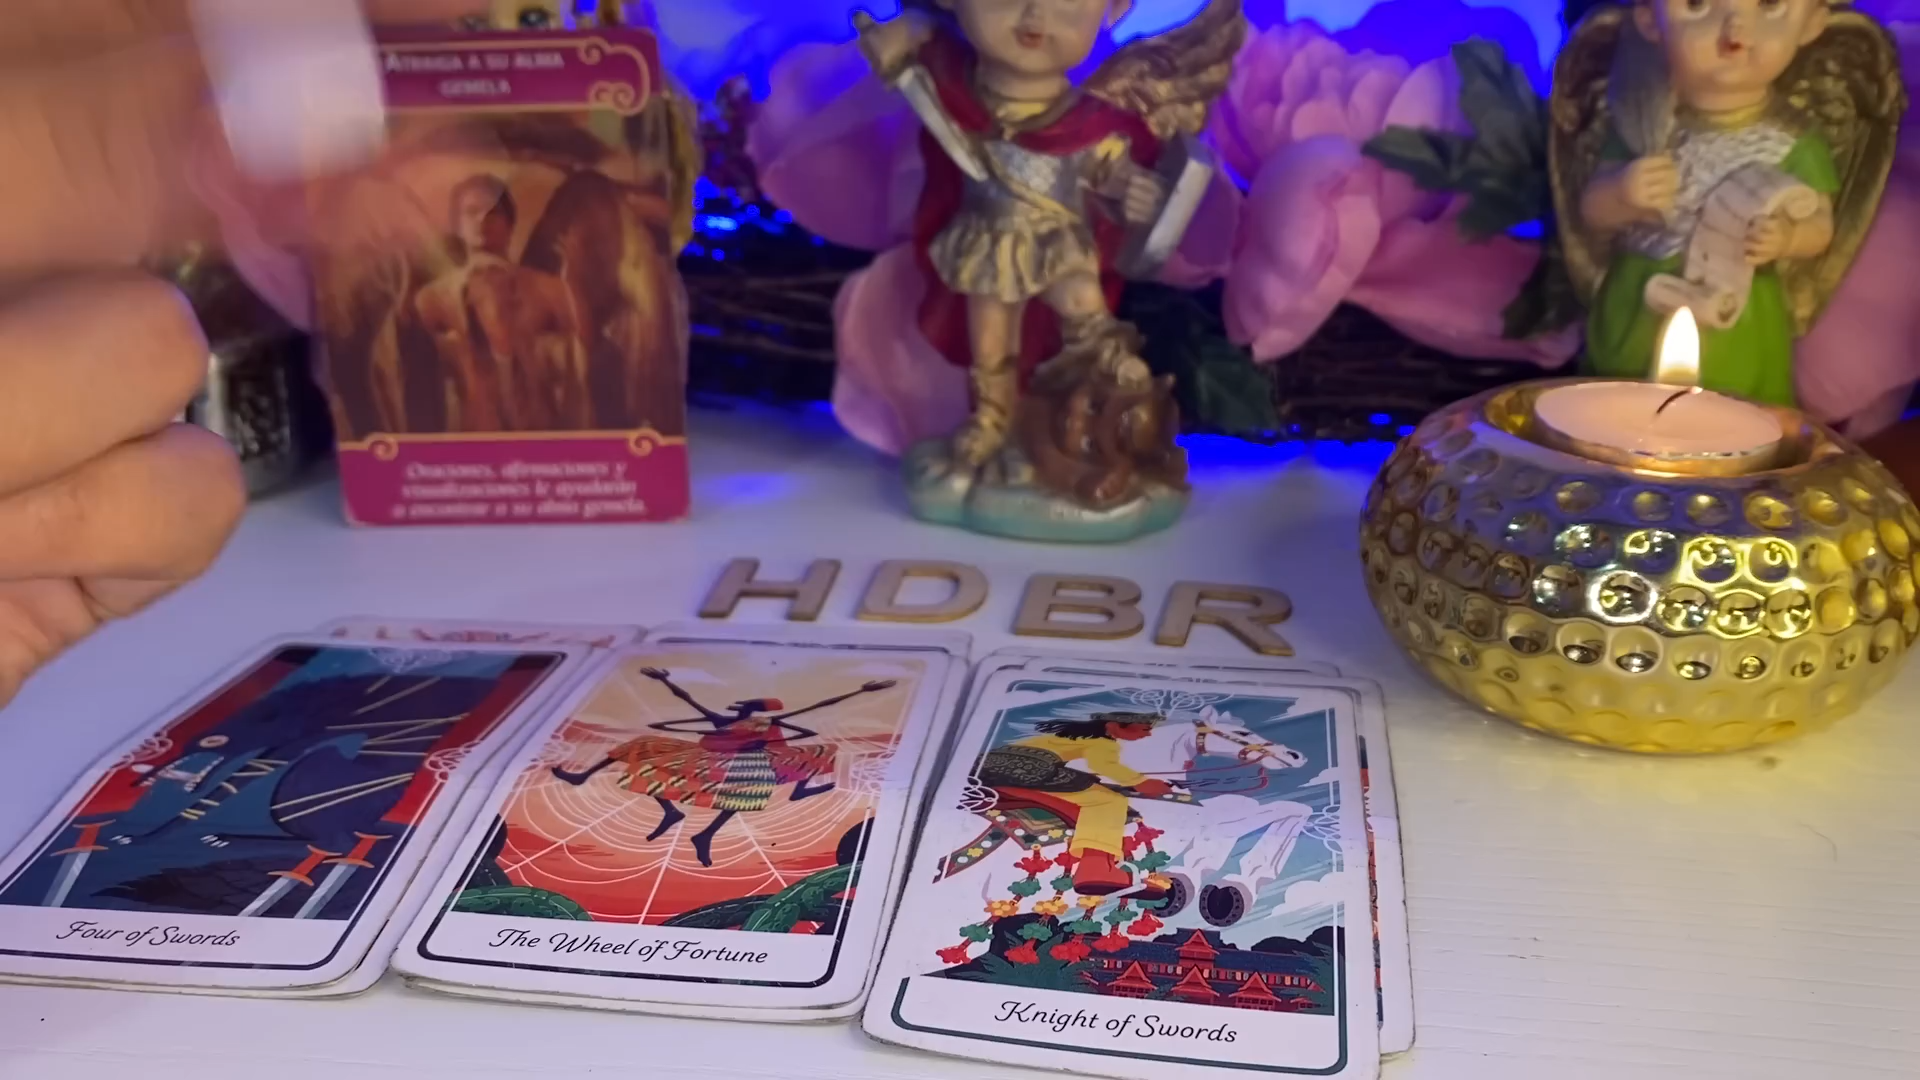 ATRAIGA A SU ALMA
GEMELA
Oraciones, afirmaciones y
visualizaciones le ayudarán
a encontrar a su alma gemela.
HDBR
Four of Swords
The Wheel of Fortune
Knight of Swords